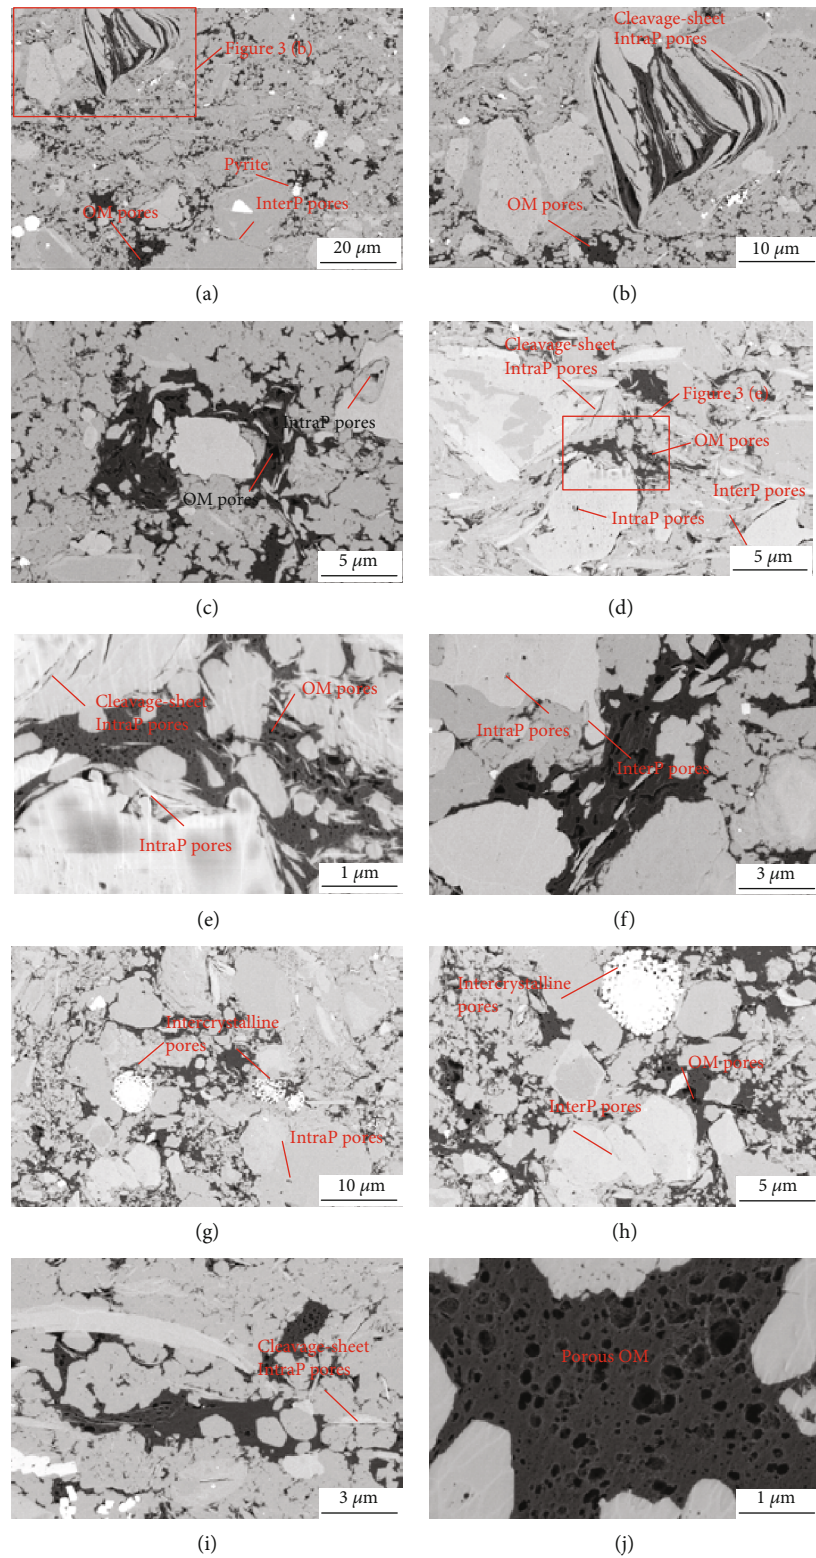 Figure 3 (b)
Pyrite
OM pores
InterP pores
20 μm
(a)
Cleavage-sheet
IntraP pores
OM pores
10 μm
(b)
IntraP pores
OM pores
5 μm
(c)
Cleavage-sheet
IntraP pores
Figure 3 (e)
OM pores
InterP pores
IntraP pores
5 μm
(d)
OM pores
Cleavage-sheet
IntraP pores
IntraP pores
1 μm
(e)
IntraP pores
InterP pores
3 μm
(f)
Intercrystalline
pores
IntraP pores
10 μm
(g)
Intercrystalline
pores
OM pores
InterP pores
5 μm
(h)
Cleavage-sheet
IntraP pores
3 μm
(i)
Porous OM
1 μm
(j)